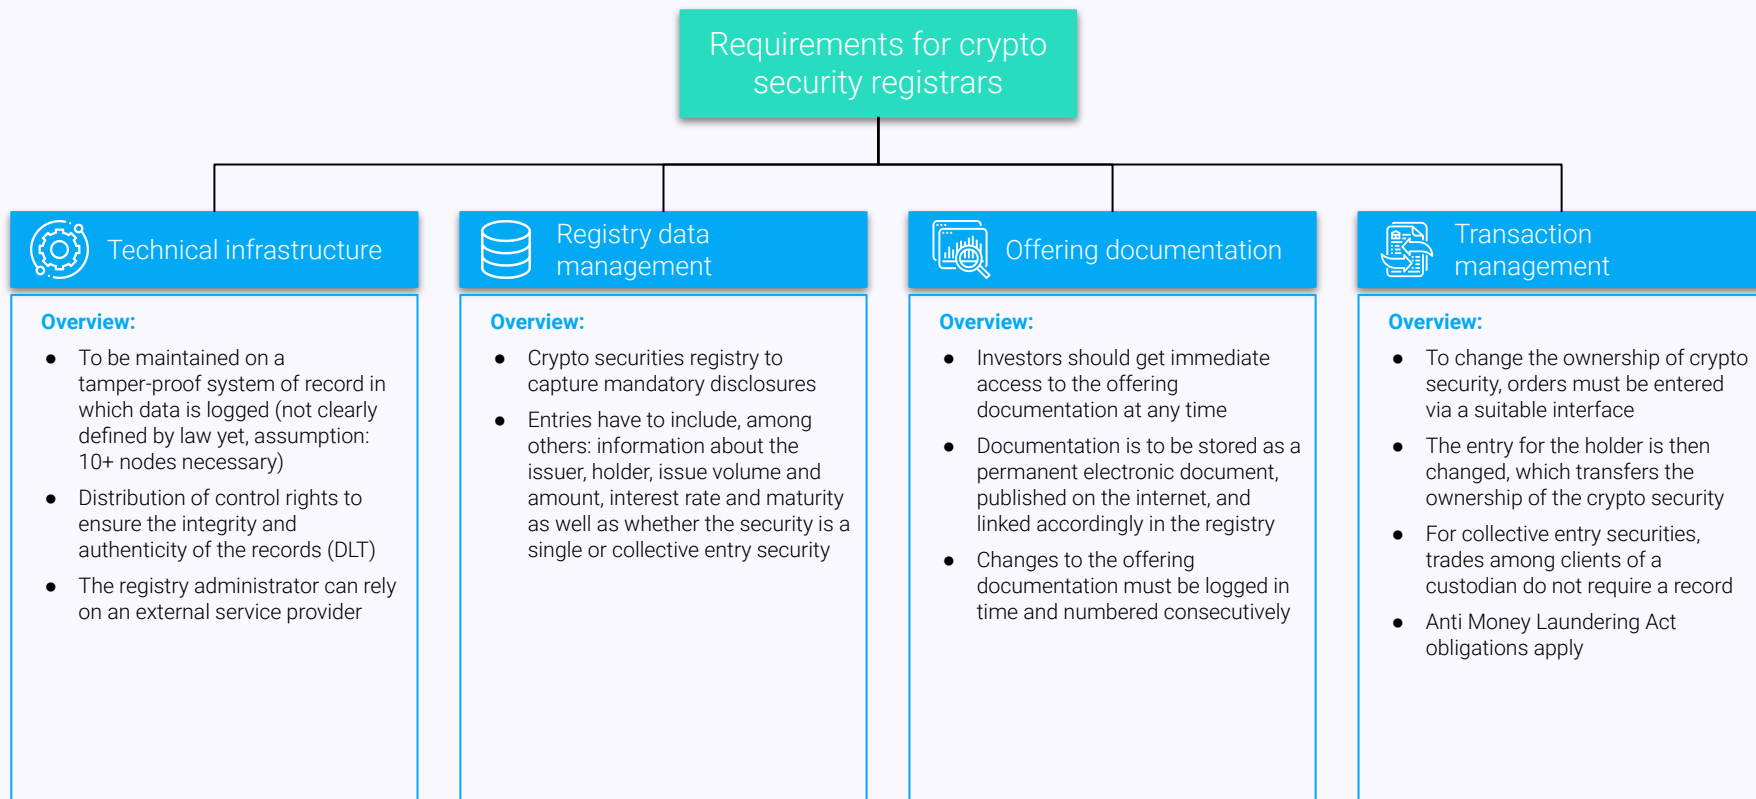 Requirements for crypto
security registrars
Technical infrastructure
Overview:
● To be maintained on a
tamper-proof system of record in
which data is logged (not clearly
defined by law yet, assumption:
10+ nodes necessary)
● Distribution of control rights to
ensure the integrity and
authenticity of the records (DLT)
● The registry administrator can rely
on an external service provider
Registry data
management
Overview:
● Crypto securities registry to
capture mandatory disclosures
● Entries have to include, among
others: information about the
issuer, holder, issue volume and
amount, interest rate and maturity
as well as whether the security is a
single or collective entry security
Offering documentation
Overview:
● Investors should get immediate
access to the offering
documentation at any time
● Documentation is to be stored as a
permanent electronic document,
published on the internet, and
linked accordingly in the registry
● Changes to the offering
documentation must be logged in
time and numbered consecutively
Transaction
management
Overview:
● To change the ownership of crypto
security, orders must be entered
via a suitable interface
● The entry for the holder is then
changed, which transfers the
ownership of the crypto security
● For collective entry securities,
trades among clients of a
custodian do not require a record
● Anti Money Laundering Act
obligations apply